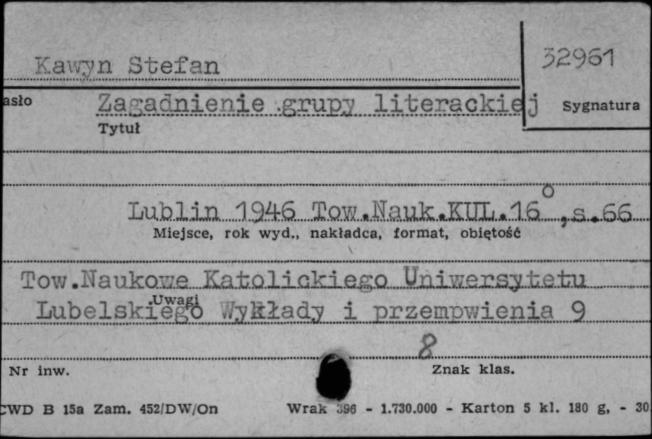 Kawyn Stefan
32961
asło
Zagadnienie grupy literackiej
Sygnatura
Tytuł
Lublin 1946 Tow.Nauk.KUL.16°,s.66
Miejsce, rok wyd., nakładca, format, obiętość
Tow.Naukowe Katolickiego Uniwersytetu
Uwagi
Lubelskiego Wykłady i przempwienia 9
8
Nr inw.
Znak klas.
CWD B 15a Zam. 452/DW/On Wrak 396 - 1.730.000 - Karton 5 kl. 180 g, - 30